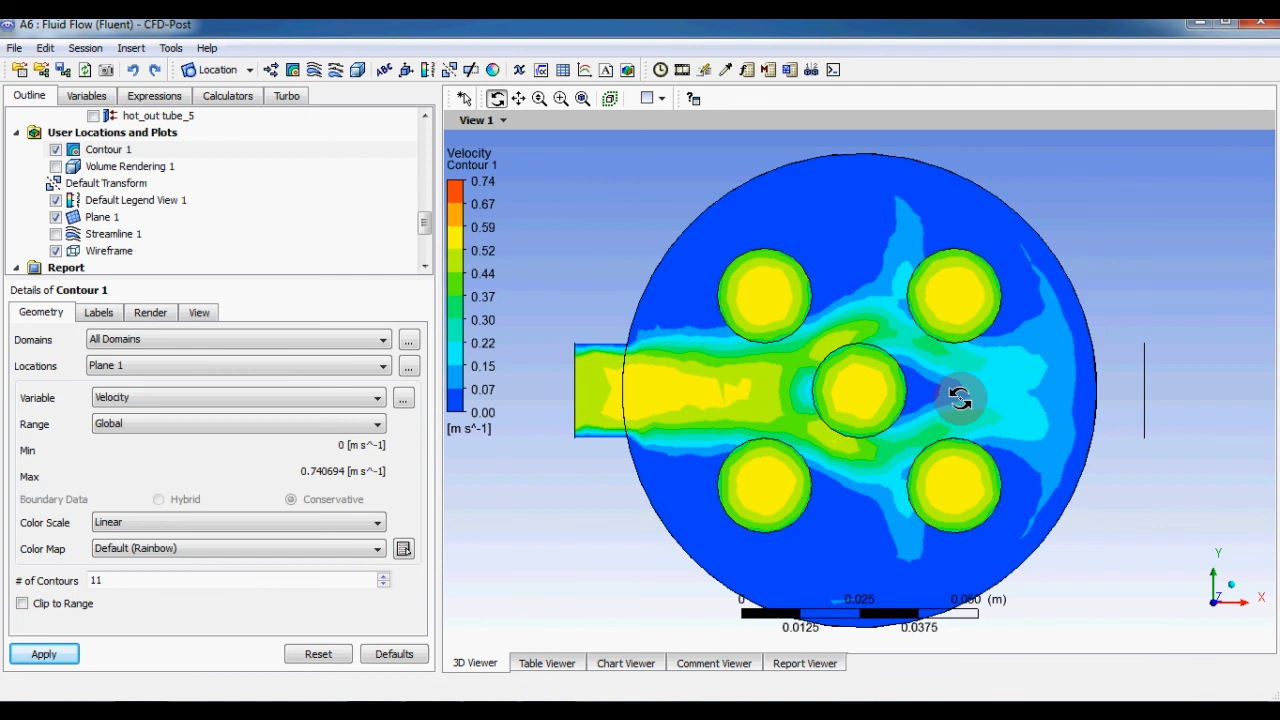 A6 : Fluid Flow (Fluent) - CFD-Post
File Edit Session Insert Tools Help
Location
Outline Variables Expressions Calculators Turbo
hot_out tube_5
User Locations and Plots
Contour 1
Volume Rendering 1
Default Transform
Default Legend View 1
Plane 1
Streamline 1
Wireframe
Report
Details of Contour 1
Geometry Labels Render View
Domains All Domains ...
Locations Plane 1 ...
Variable Velocity ...
Range Global
Min 0 [m s^-1]
Max 0.740694 [m s^-1]
Boundary Data Hybrid Conservative
Color Scale Linear
Color Map Default (Rainbow)
# of Contours 11
Clip to Range
Apply Reset Defaults
View 1
Velocity
Contour 1
0.74
0.67
0.59
0.52
0.44
0.37
0.30
0.22
0.15
0.07
0.00
[m s^-1]
0 0.025 0.050 (m)
0.0125 0.0375
Y
X
Z
3D Viewer Table Viewer Chart Viewer Comment Viewer Report Viewer